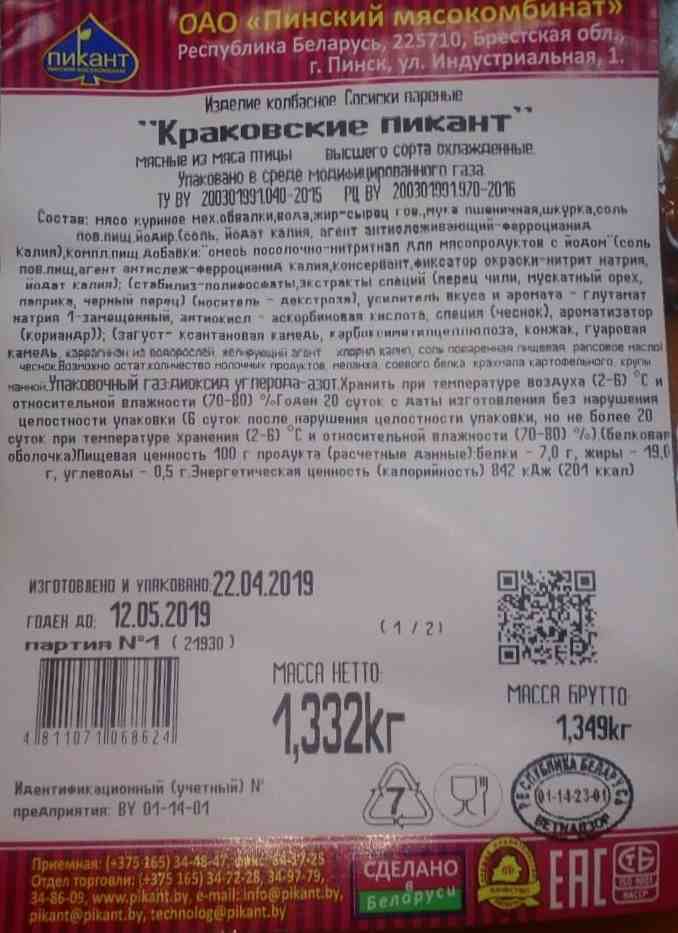 ПИКАНТ
ОАО «Пинский мясокомбинат»
Республика Беларусь, 225710, Брестская обл.,
г. Пинск, ул. Индустриальная, 1.
Изделие колбасное Сосиски вареные
"Краковские пикант"
мясные из мяса птицы высшего сорта охлажденные.
Упаковано в среде модифицированного газа.
ТУ BY 200301991.040-2015 РЦ BY 200301991.970-2016
Состав: мясо куриное мех.обвалки,вода,жир-сырец гов.,мука пшеничная,шкурка,соль
пов.пищ.йодир.(соль, йодат калия, агент антислеживающий-ферроцианид
калия),компл.пищ.добавки:"смесь посолочно-нитритная для мясопродуктов с йодом"(соль
пов.пищ,агент антислеж-ферроцианид калия,консервант,фиксатор окраски-нитрит натрия,
йодат калия); (стабилиз-полифосфаты,экстракты специй (перец чили, мускатный орех,
паприка, черный перец) (носитель - декстроза), усилитель вкуса и аромата - глутамат
натрия 1-замещенный, антиокисл - аскорбиновая кислота, специя (чеснок), ароматизатор
(кориандр)); (загуст- ксантановая камедь, карбоксиметилцеллюлоза, конжак, гуаровая
камедь, каррагинан из водорослей, желирующий агент хлорид калия, соль поваренная пищевая, рапсовое масло)
чеснок.Возможно остат.количество молочных продуктов, меланжа, соевого белка крахмала картофельного, крупы
манной.Упаковочный газ:диоксид углерода-азот.Хранить при температуре воздуха (2-6) °С и
относительной влажности (70-80) %Годен 20 суток с даты изготовления без нарушения
целостности упаковки (6 суток после нарушения целостности упаковки, но не более 20
суток при температуре хранения (2-6) °С и относительной влажности (70-80) %).(белковая
оболочка)Пищевая ценность 100 г продукта (расчетные данные):Белки - 7,0 г, жиры - 19,0
г, углеводы - 0,5 г.Энергетическая ценность (калорийность) 842 кДж (201 ккал)
ИЗГОТОВЛЕНО И УПАКОВАНО:22.04.2019
ГОДЕН ДО: 12.05.2019
партия №1 ( 21930 )
( 1 / 2)
МАССА НЕТТО:
1,332кг
МАССА БРУТТО:
1,349кг
4 811071 068624
Идентификационный (учетный) №
предприятия: BY 01-14-01
7
РЕСПУБЛИКА БЕЛАРУСЬ
01-14-23-01
ВЕТНАДЗОР
Приемная: (+375 165) 34-48-47, факс 34-37-25
Отдел торговли: (+375 165) 34-72-28, 34-97-79,
34-86-09, www.pikant.by, e-mail: info@pikant.by,
pikant@pikant.by, technolog@pikant.by
СДЕЛАНО
в
Беларуси
КАЧЕСТВО
ЕАС
СТБ